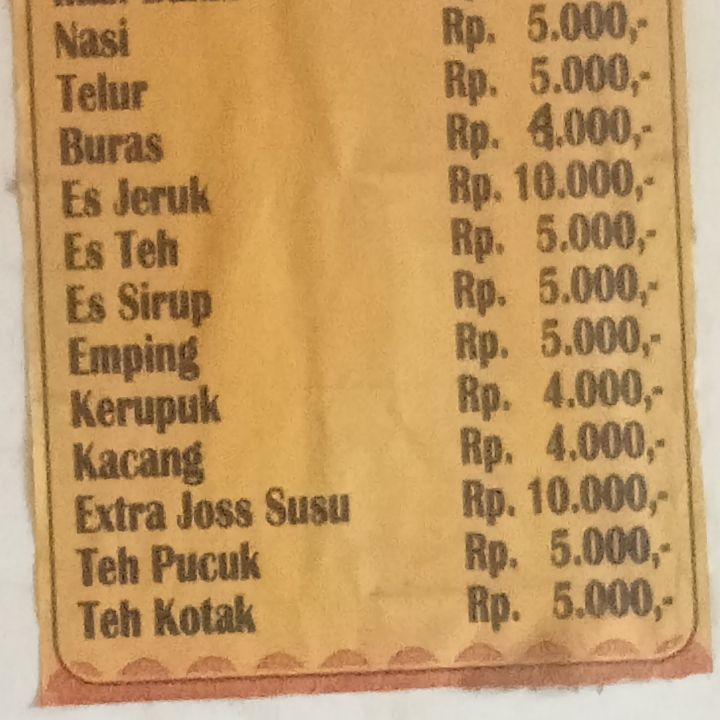 Nasi Rp. 5.000,-
Telur Rp. 5.000,-
Buras Rp. 4.000,-
Es Jeruk Rp. 10.000,-
Es Teh Rp. 5.000,-
Es Sirup Rp. 5.000,-
Emping Rp. 5.000,-
Kerupuk Rp. 4.000,-
Kacang Rp. 4.000,-
Extra Joss Susu Rp. 10.000,-
Teh Pucuk Rp. 5.000,-
Teh Kotak Rp. 5.000,-